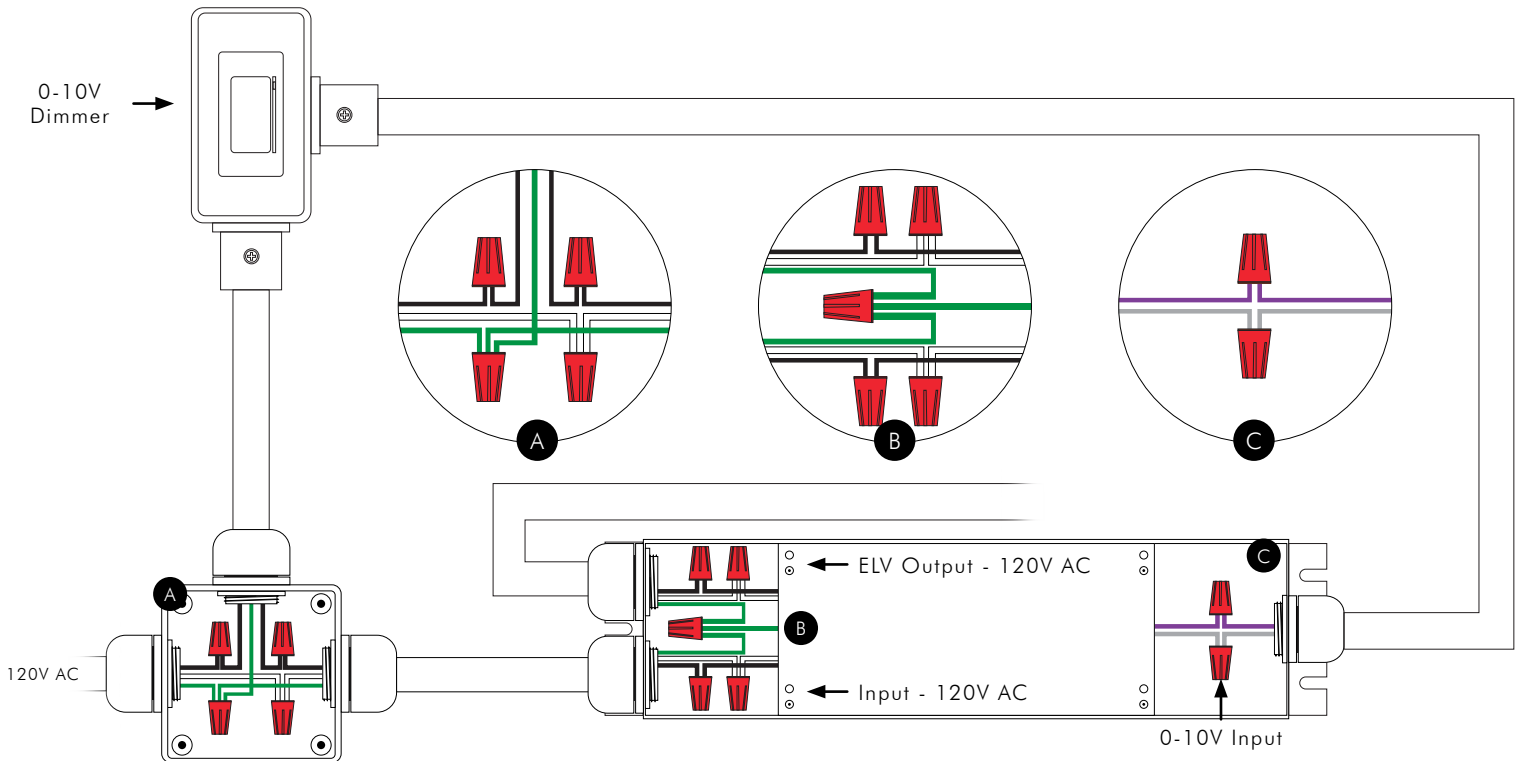 0-10V
Dimmer
A
B
C
A
C
ELV Output - 120V AC
B
120V AC
Input - 120V AC
0-10V Input